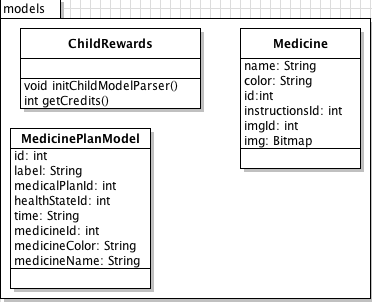 models
ChildRewards
void initChildModelParser()
int getCredits()
Medicine
name: String
color: String
id:int
instructionsId: int
imgId: int
img: Bitmap
MedicinePlanModel
id: int
label: String
medicalPlanId: int
healthStateId: int
time: String
medicineId: int
medicineColor: String
medicineName: String